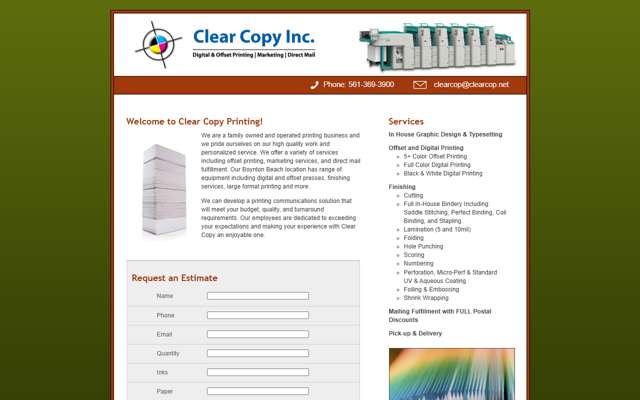 Clear Copy Inc.
Digital & Offset Printing | Marketing | Direct Mail
Phone: 561-369-3900
clearcop@clearcop.net
Welcome to Clear Copy Printing!
We are a family owned and operated printing business and
we pride ourselves on our high quality work and
personalized service. We offer a variety of services
including offset printing, marketing services, and direct mail
fulfillment. Our Boynton Beach location has range of
equipment including digital and offset presses, finishing
services, large format printing and more.
We can develop a printing communications solution that
will meet your budget, quality, and turnaround
requirements. Our employees are dedicated to exceeding
your expectations and making your experience with Clear
Copy an enjoyable one.
Request an Estimate
Name
Phone
Email
Quantity
Inks
Paper
Services
In House Graphic Design & Typesetting
Offset and Digital Printing
5+ Color Offset Printing
Full Color Digital Printing
Black & White Digital Printing
Finishing
Cutting
Full In-House Bindery Including
Saddle Stitching, Perfect Binding, Coil
Binding, and Stapling
Lamination (5 and 10mil)
Folding
Hole Punching
Scoring
Numbering
Perforation, Micro-Perf & Standard
UV & Aqueous Coating
Foiling & Embossing
Shrink Wrapping
Mailing Fulfilment with FULL Postal
Discounts
Pick-up & Delivery